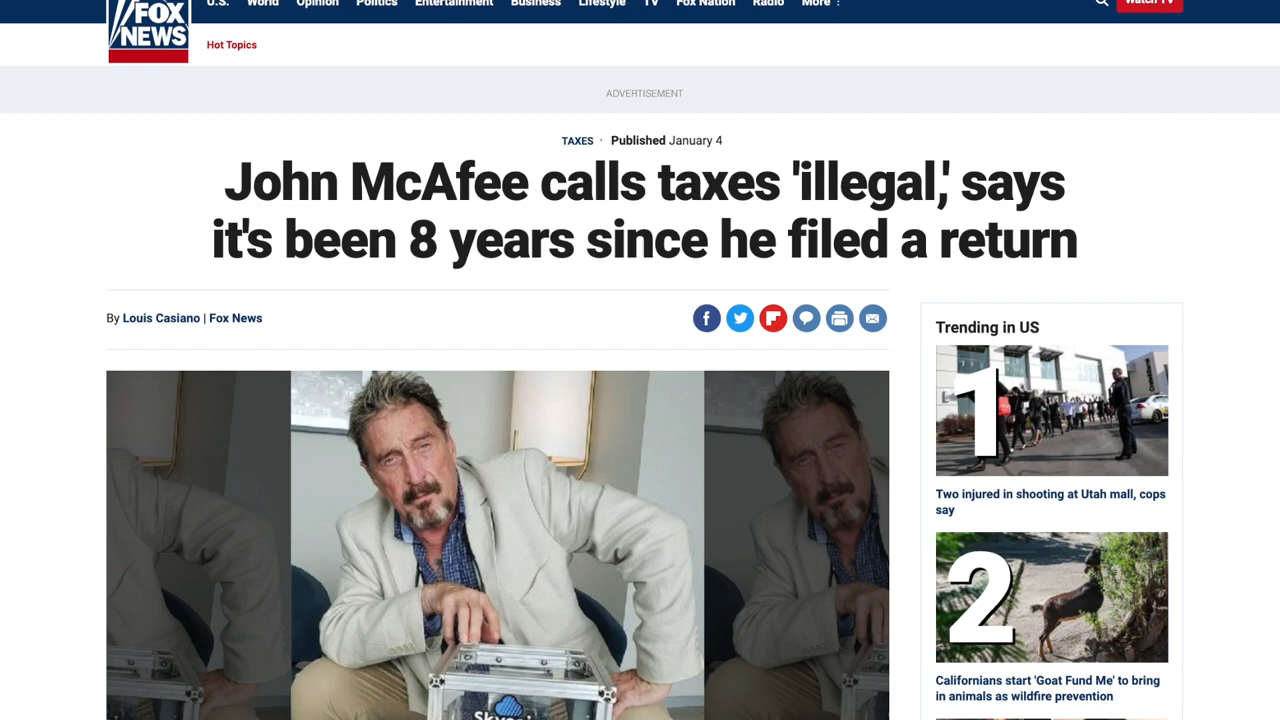 U.S. World Opinion Politics Entertainment Business Lifestyle TV Fox Nation Radio More
Watch TV
FOX
NEWS
Hot Topics
ADVERTISEMENT
TAXES · Published January 4
John McAfee calls taxes 'illegal,' says
it's been 8 years since he filed a return
By Louis Casiano | Fox News
Trending in US
1
Two injured in shooting at Utah mall, cops
say
2
Californians start 'Goat Fund Me' to bring
in animals as wildfire prevention